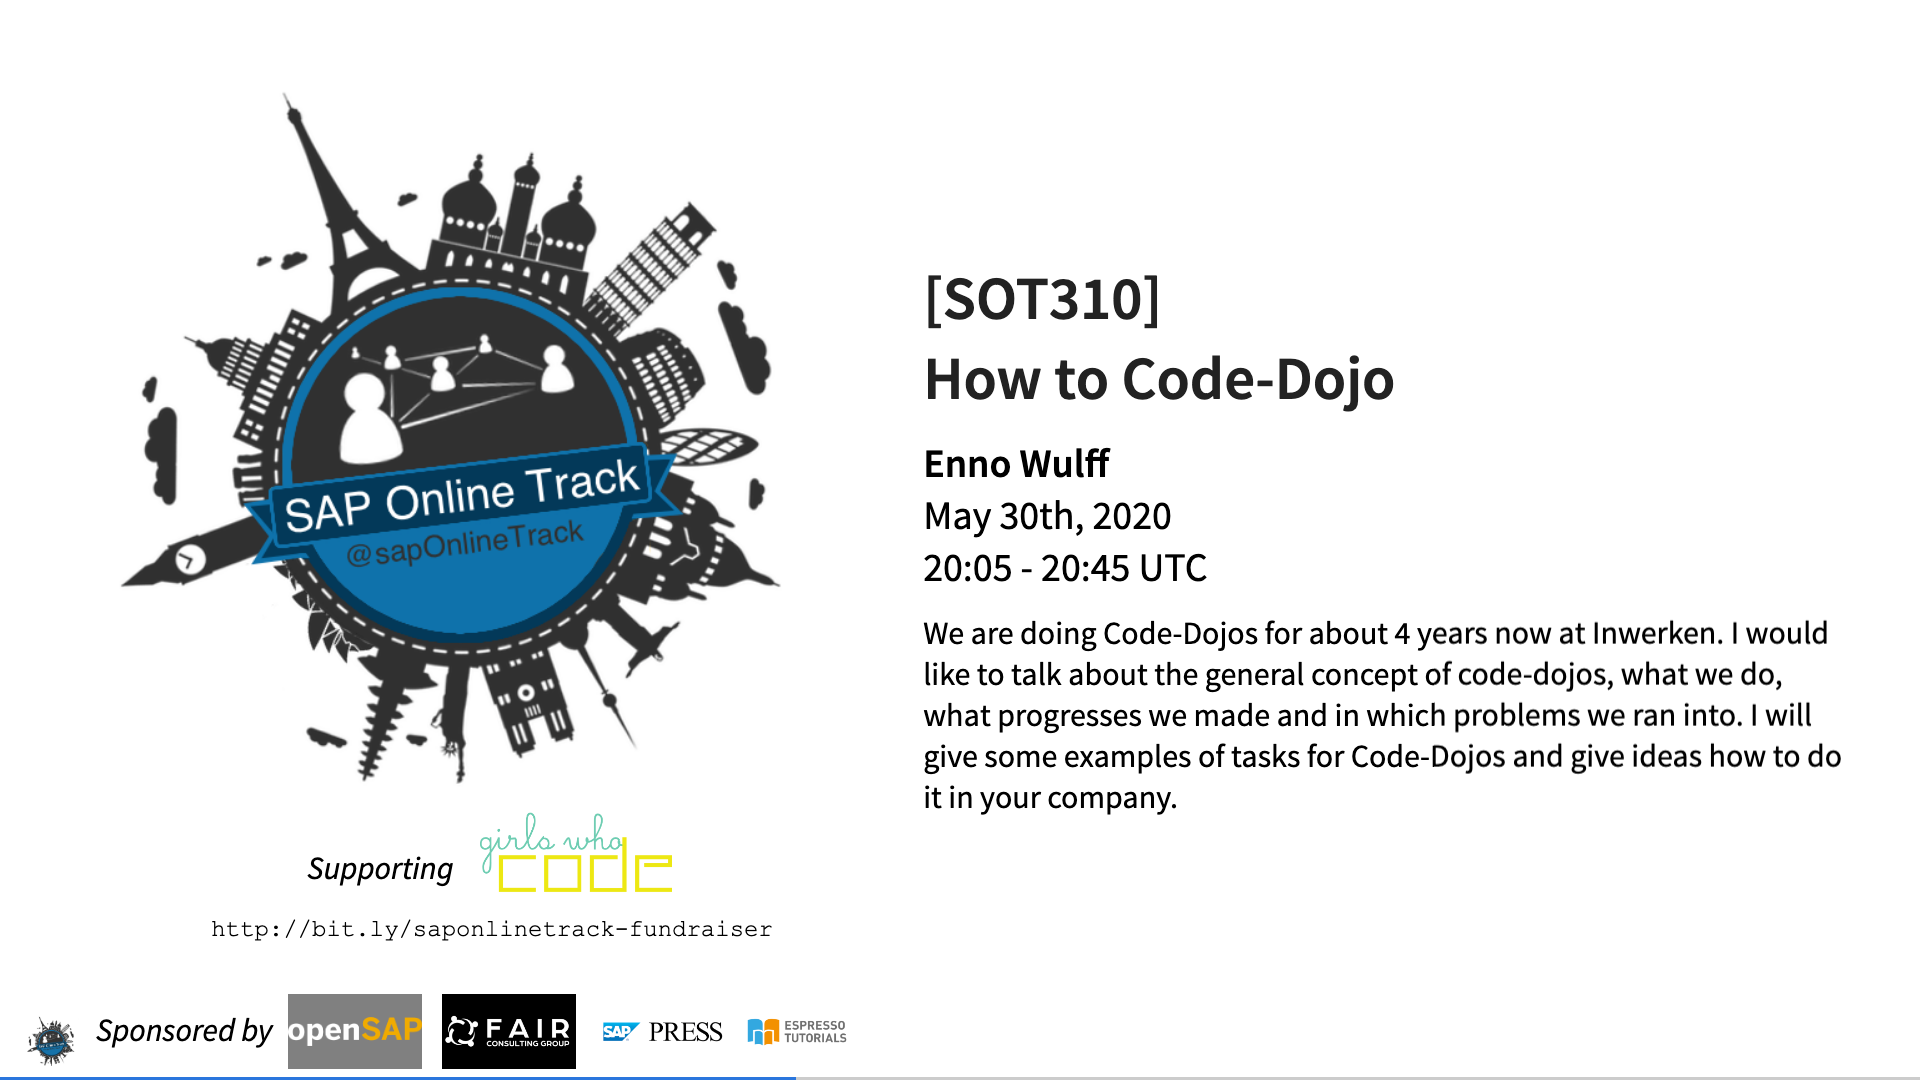 SAP Online Track
@sapOnlineTrack
Supporting
girls who
code
http://bit.ly/saponlinetrack-fundraiser
[SOT310]
How to Code-Dojo
Enno Wulff
May 30th, 2020
20:05 - 20:45 UTC
We are doing Code-Dojos for about 4 years now at Inwerken. I would
like to talk about the general concept of code-dojos, what we do,
what progresses we made and in which problems we ran into. I will
give some examples of tasks for Code-Dojos and give ideas how to do
it in your company.
Sponsored by
openSAP
FAIR
CONSULTING GROUP
SAP PRESS
ESPRESSO
TUTORIALS